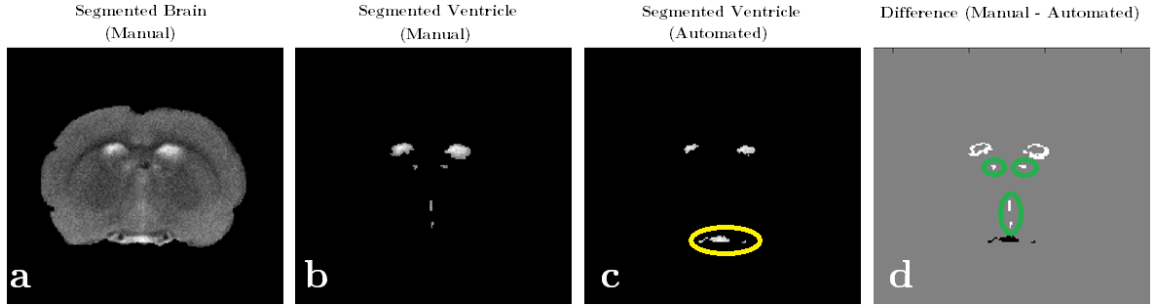 Segmented Brain
(Manual)
Segmented Ventricle
(Manual)
Segmented Ventricle
(Automated)
Difference (Manual - Automated)
a
b
c
d